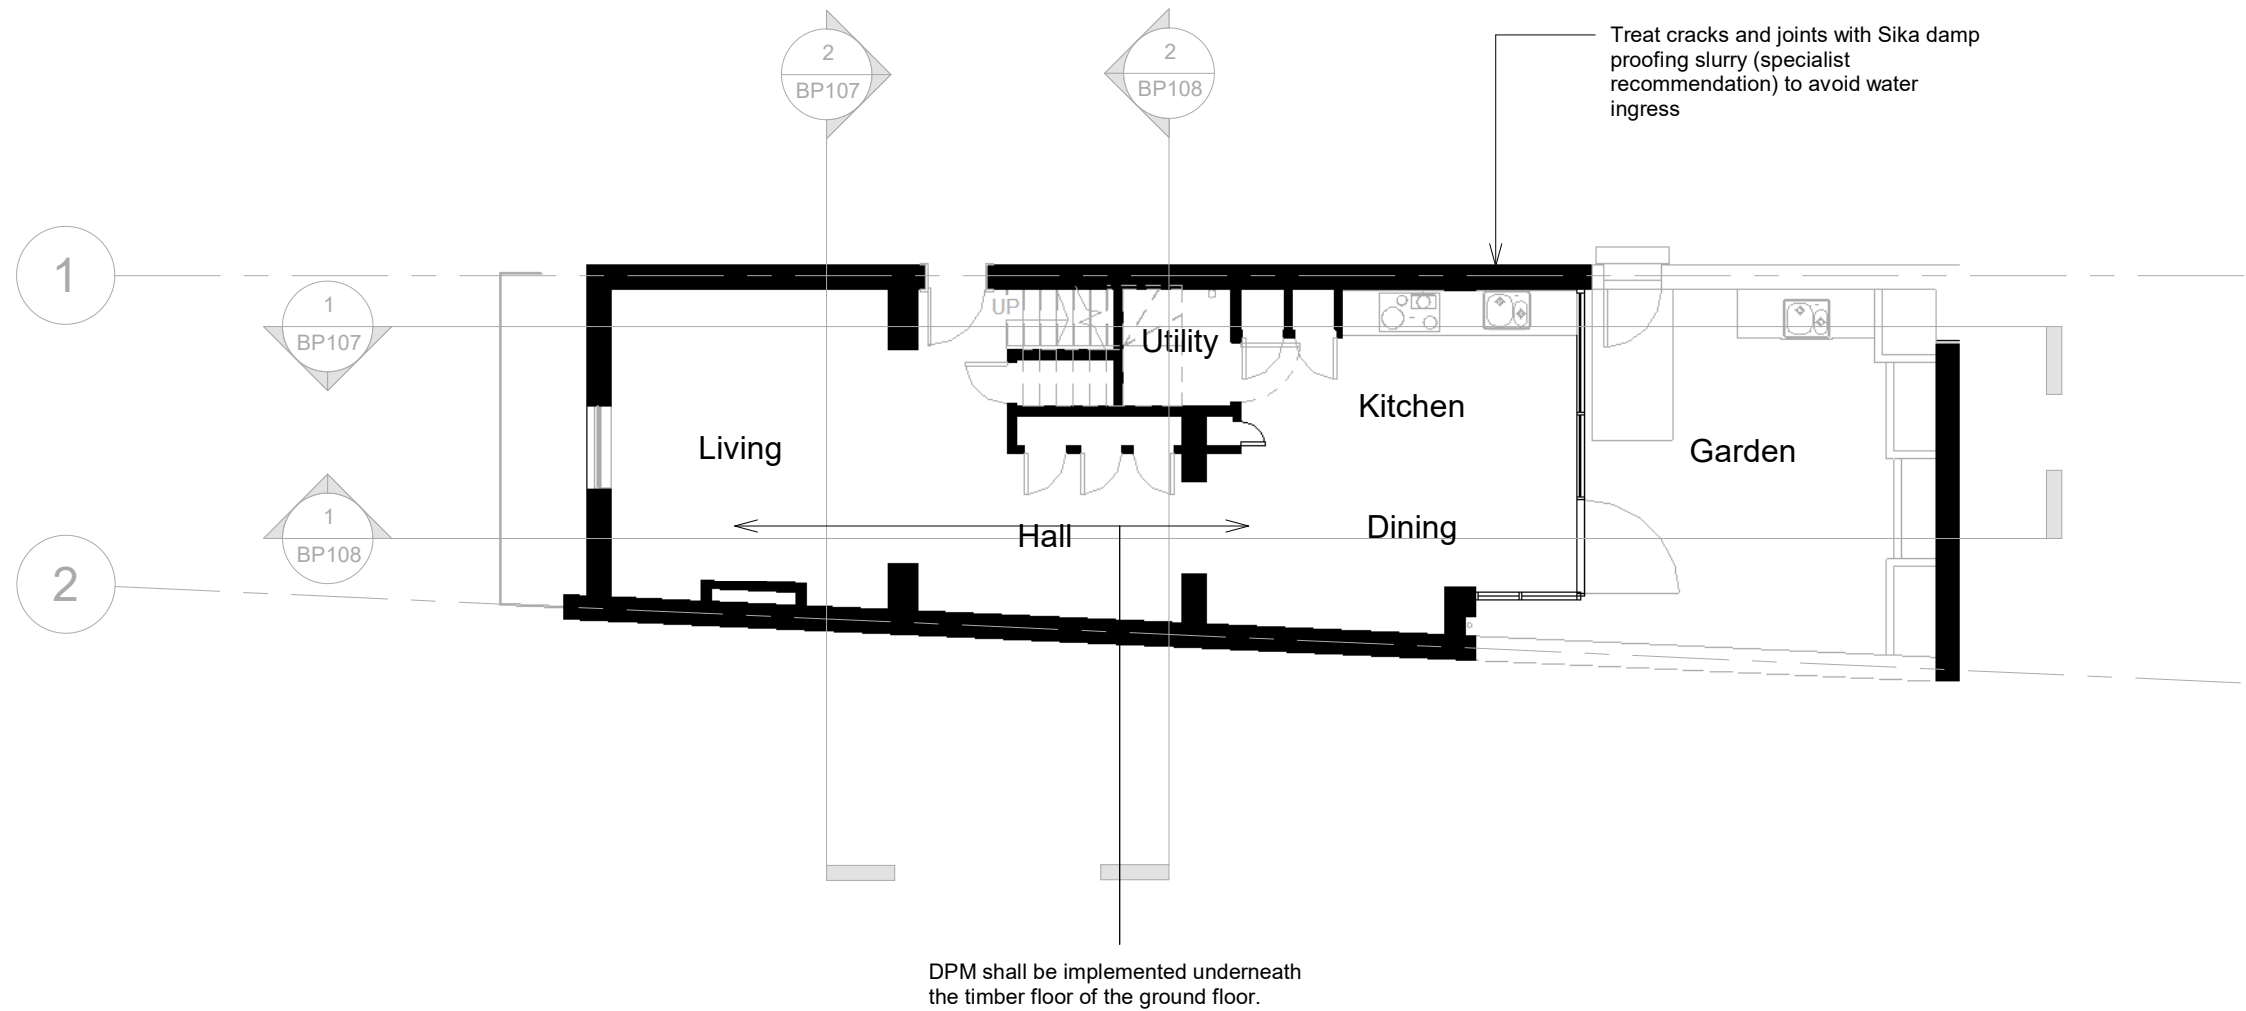 2
BP107
2
BP108
Treat cracks and joints with Sika damp
proofing slurry (specialist
recommendation) to avoid water
ingress
1
1
BP107
UP
Utility
Kitchen
Living
Garden
1
BP108
Hall
Dining
2
DPM shall be implemented underneath
the timber floor of the ground floor.